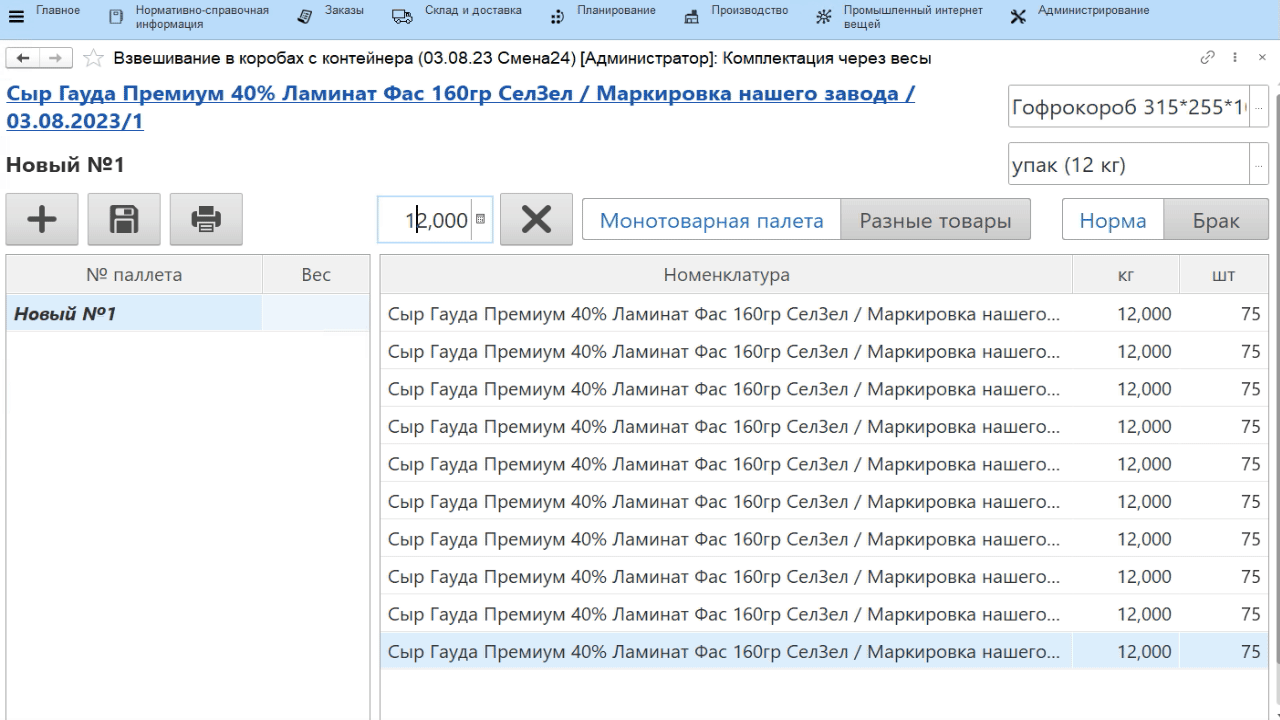 Главное
Нормативно-справочная информация
Заказы
Склад и доставка
Планирование
Производство
Промышленный интернет вещей
Администрирование
Взвешивание в коробах с контейнера (03.08.23 Смена24) [Администратор]: Комплектация через весы
Сыр Гауда Премиум 40% Ламинат Фас 160гр СелЗел / Маркировка нашего завода /
03.08.2023/1
Гофрокороб 315*255*1
Новый №1
упак (12 кг)
12,000
Монотоварная палета
Разные товары
Норма
Брак
№ паллета Вес
Номенклатура кг шт
Новый №1
Сыр Гауда Премиум 40% Ламинат Фас 160гр СелЗел / Маркировка нашего... 12,000 75
Сыр Гауда Премиум 40% Ламинат Фас 160гр СелЗел / Маркировка нашего... 12,000 75
Сыр Гауда Премиум 40% Ламинат Фас 160гр СелЗел / Маркировка нашего... 12,000 75
Сыр Гауда Премиум 40% Ламинат Фас 160гр СелЗел / Маркировка нашего... 12,000 75
Сыр Гауда Премиум 40% Ламинат Фас 160гр СелЗел / Маркировка нашего... 12,000 75
Сыр Гауда Премиум 40% Ламинат Фас 160гр СелЗел / Маркировка нашего... 12,000 75
Сыр Гауда Премиум 40% Ламинат Фас 160гр СелЗел / Маркировка нашего... 12,000 75
Сыр Гауда Премиум 40% Ламинат Фас 160гр СелЗел / Маркировка нашего... 12,000 75
Сыр Гауда Премиум 40% Ламинат Фас 160гр СелЗел / Маркировка нашего... 12,000 75
Сыр Гауда Премиум 40% Ламинат Фас 160гр СелЗел / Маркировка нашего... 12,000 75